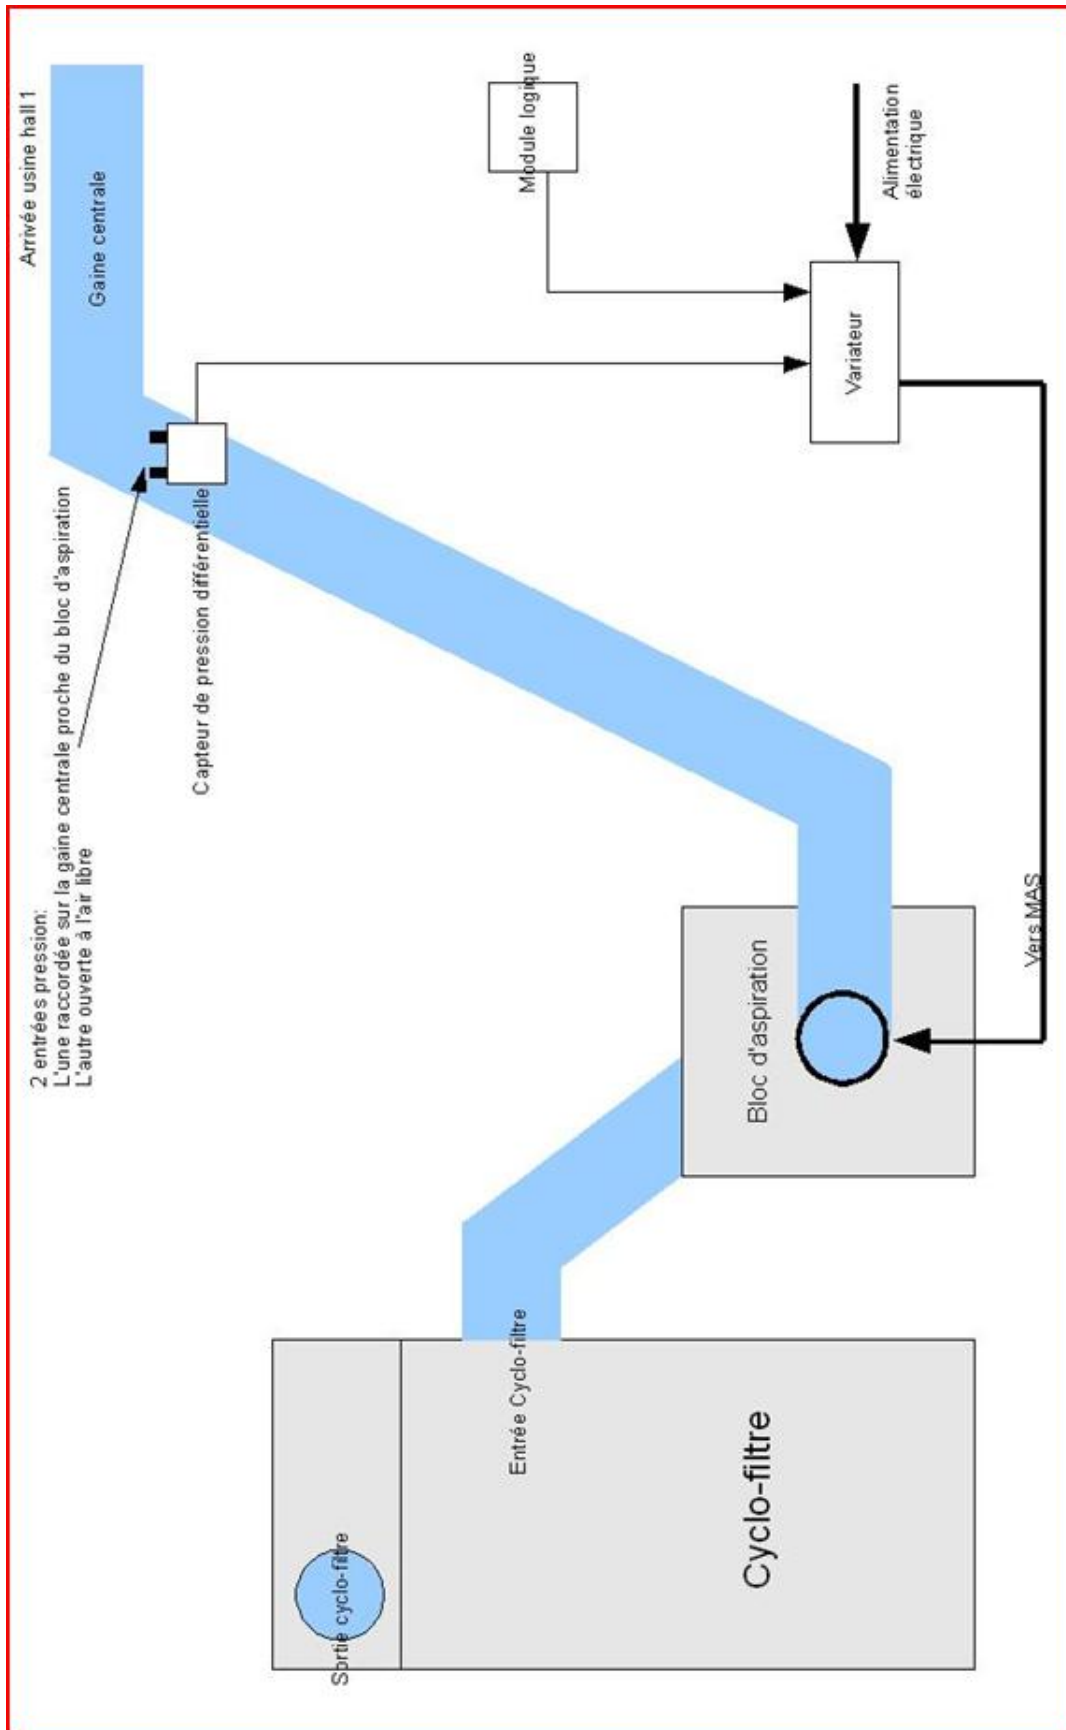 Arrivée usine hall 1
Gaine centrale
Module logique
Alimentation
électrique
Variateur
2 entrées pression:
L'une raccordée sur la gaine centrale proche du bloc d'aspiration
L'autre ouverte à l'air libre
Capteur de pression différentielle
Vers MAS
Bloc d'aspiration
Entrée Cyclo-filtre
Cyclo-filtre
Sortie cyclo-filtre